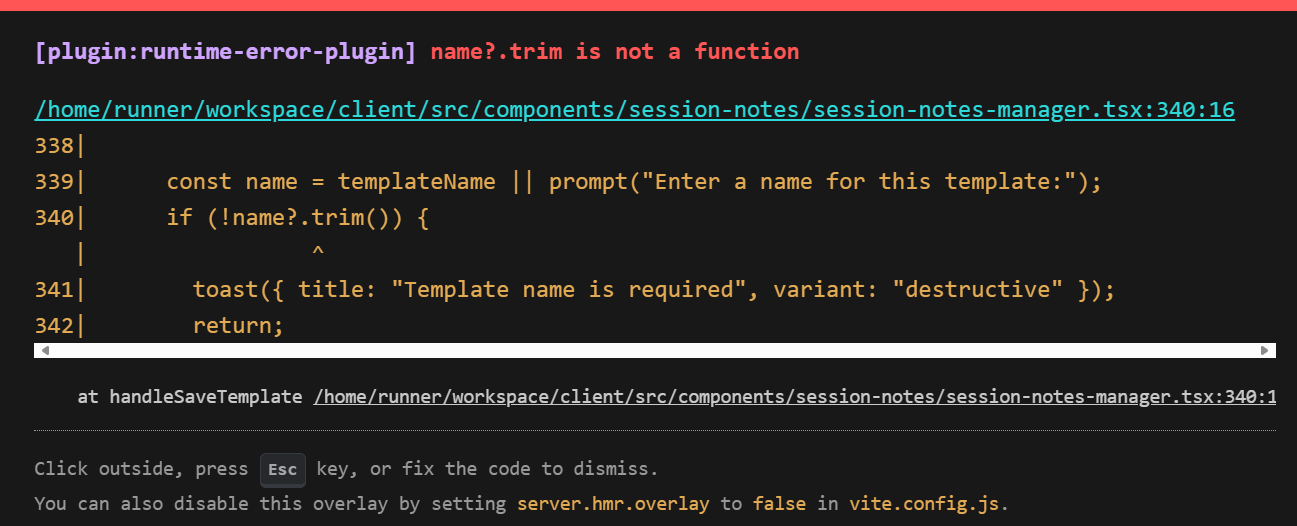 [plugin:runtime-error-plugin] name?.trim is not a function
/home/runner/workspace/client/src/components/session-notes/session-notes-manager.tsx:340:16
338|
339|      const name = templateName || prompt("Enter a name for this template:");
340|      if (!name?.trim()) {
   |                 ^
341|        toast({ title: "Template name is required", variant: "destructive" });
342|        return;
at handleSaveTemplate /home/runner/workspace/client/src/components/session-notes/session-notes-manager.tsx:340:1
Click outside, press Esc key, or fix the code to dismiss.
You can also disable this overlay by setting server.hmr.overlay to false in vite.config.js.